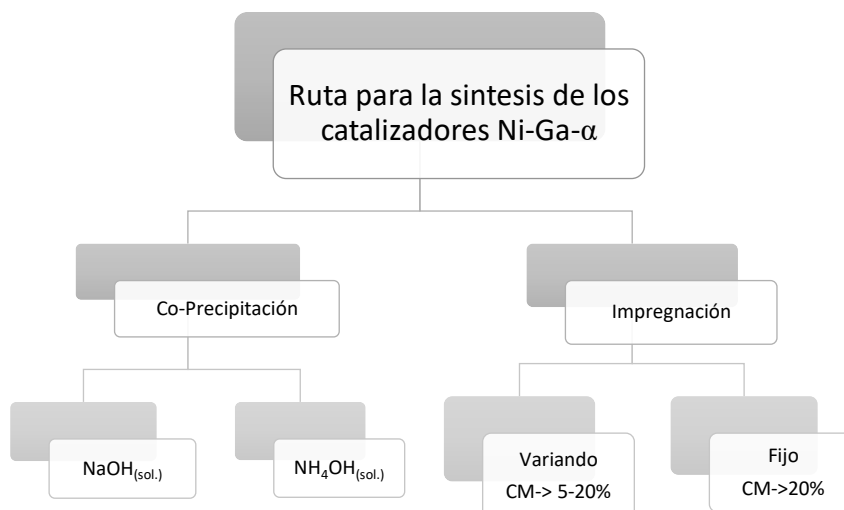 Ruta para la sintesis de los
catalizadores Ni-Ga-α
Co-Precipitación
Impregnación
NaOH(sol.)
NH4OH(sol.)
Variando
CM-> 5-20%
Fijo
CM->20%